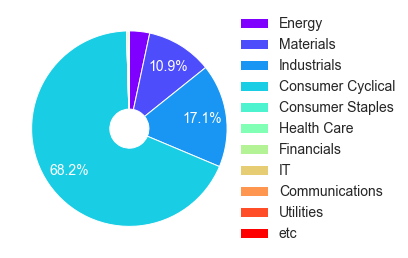 10.9%
17.1%
68.2%
Energy
Materials
Industrials
Consumer Cyclical
Consumer Staples
Health Care
Financials
IT
Communications
Utilities
etc